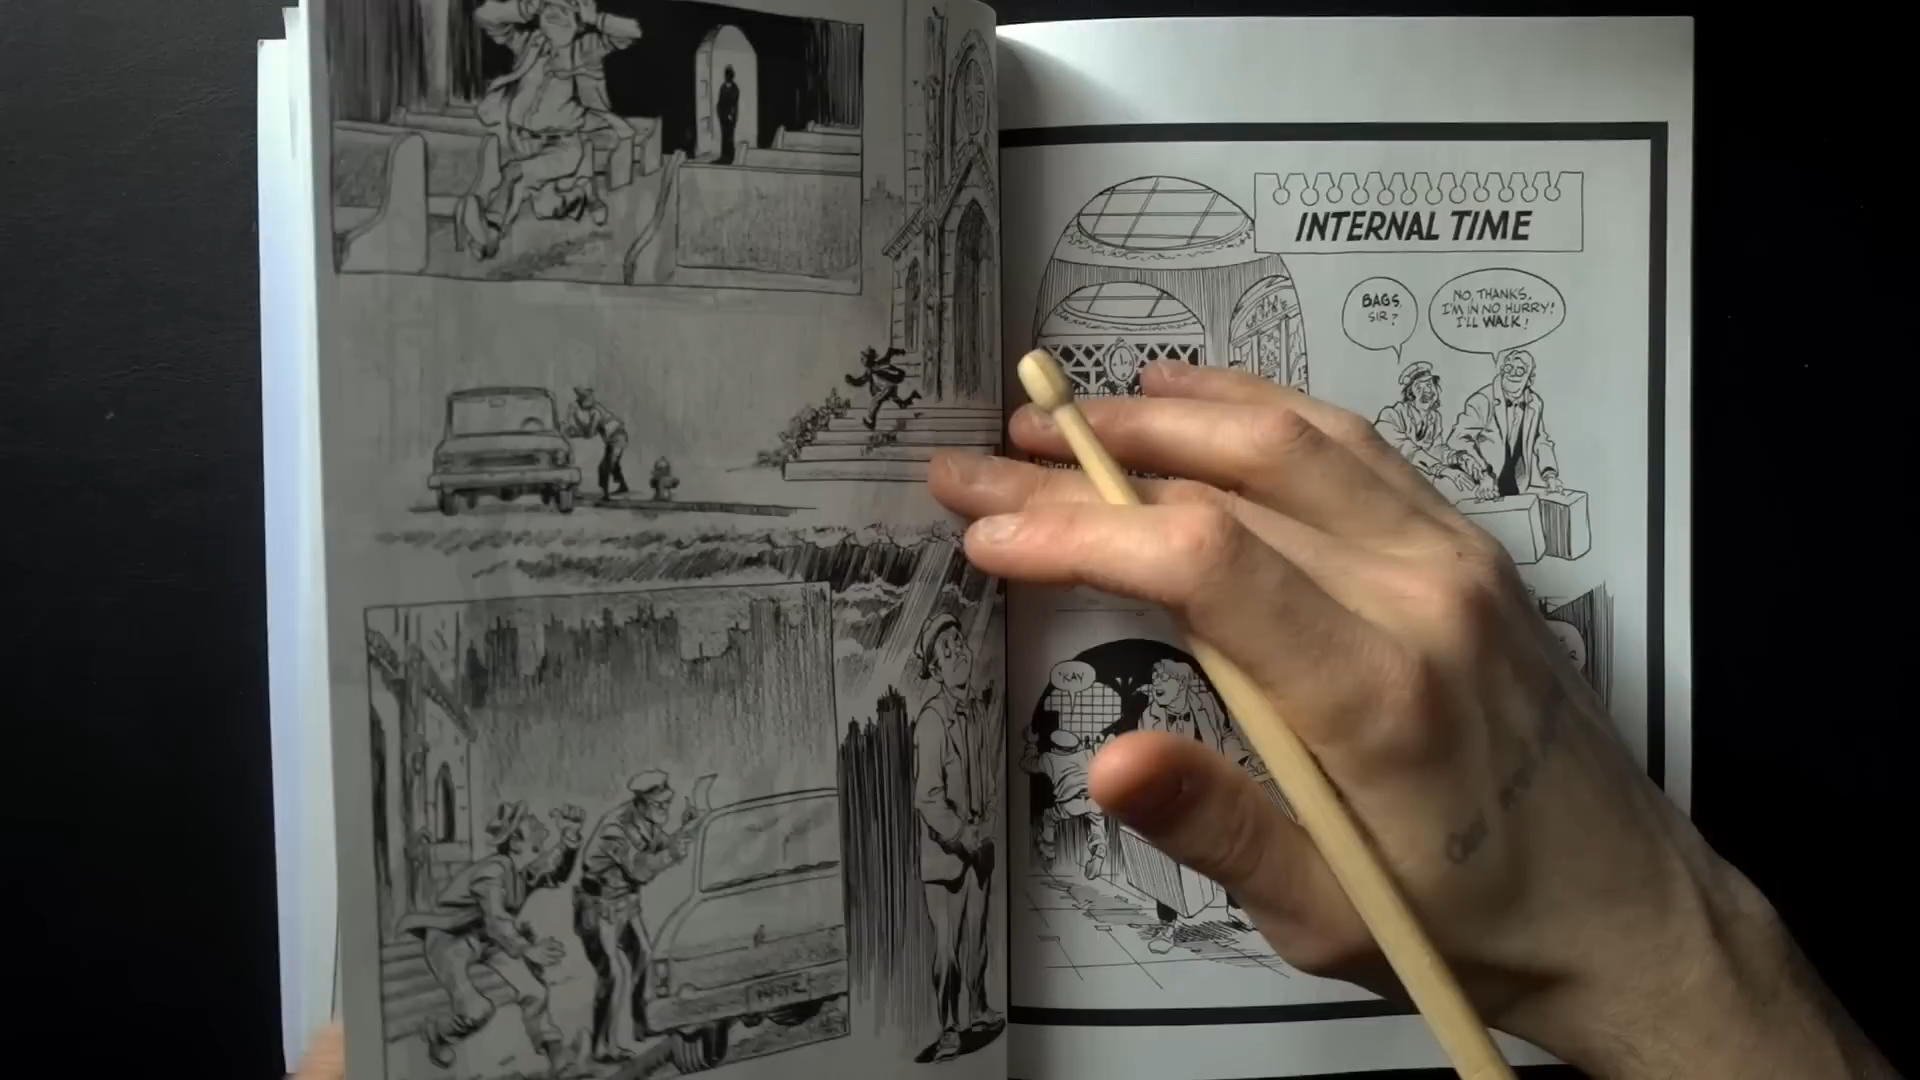 INTERNAL TIME
BAGS,
SIR?
NO, THANKS.
I'M IN NO HURRY!
I'LL WALK!
'KAY